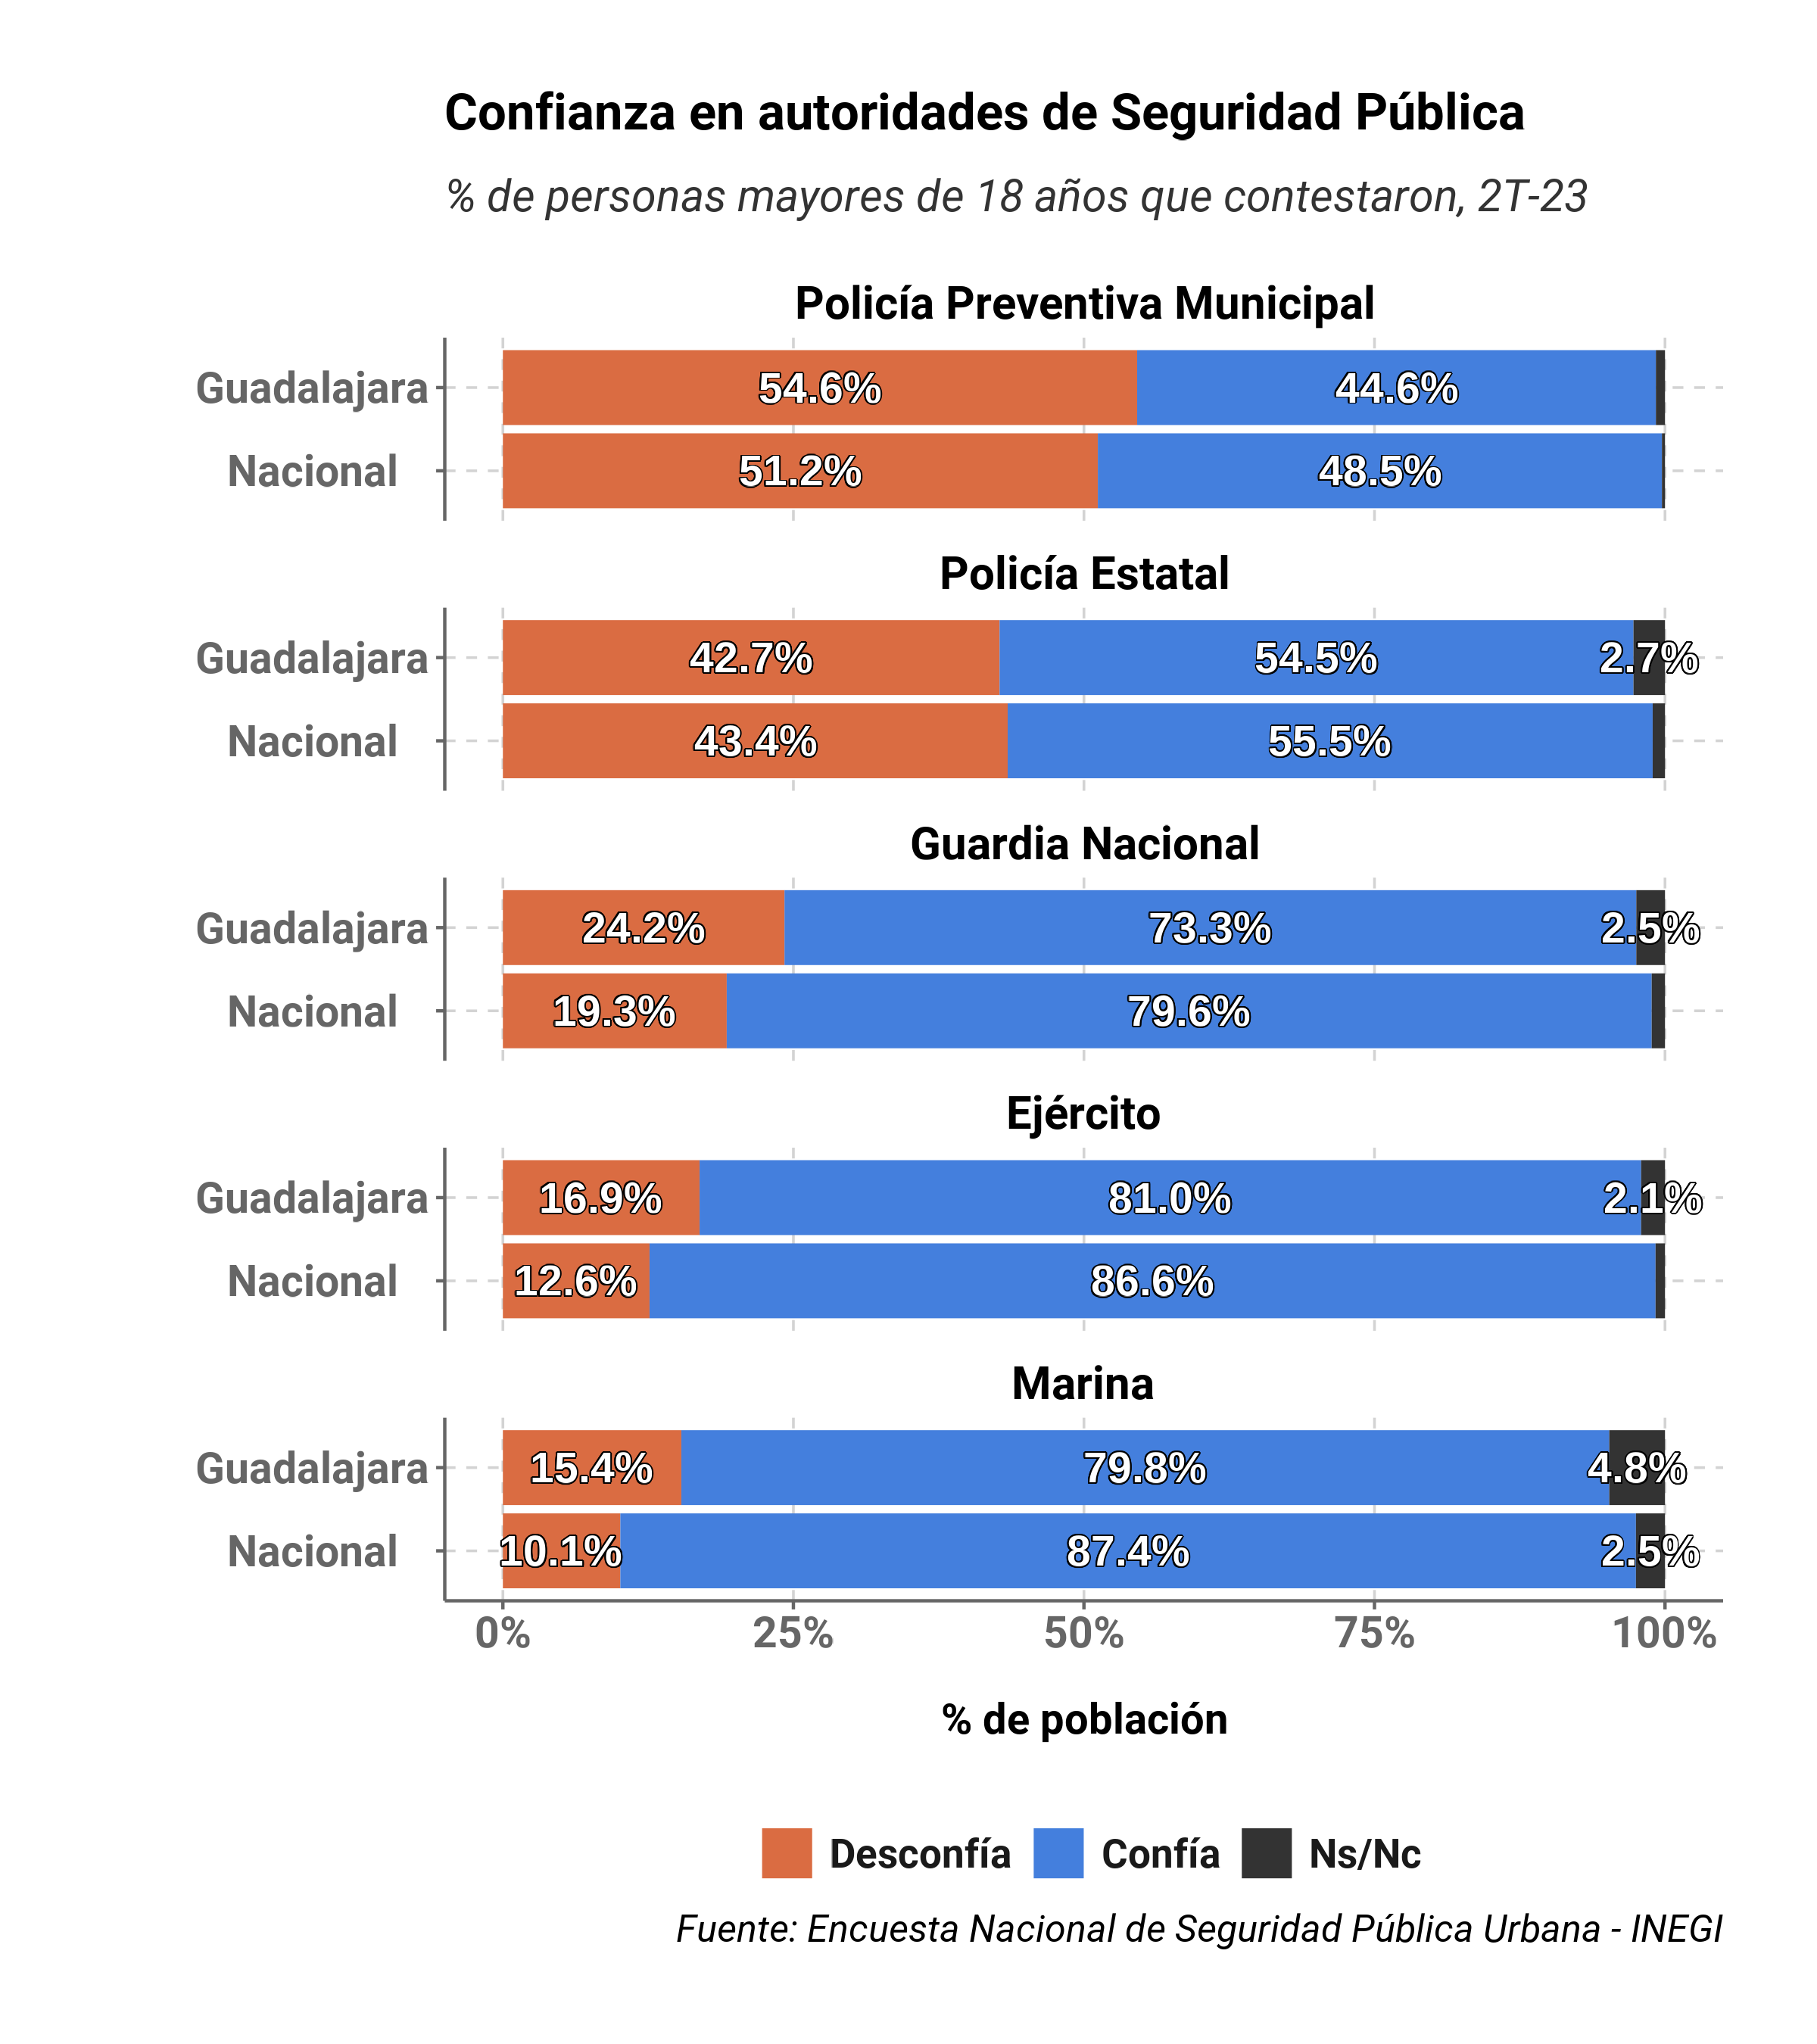 Confianza en autoridades de Seguridad Pública
% de personas mayores de 18 años que contestaron, 2T-23
Policía Preventiva Municipal
Guadalajara 54.6% 44.6%
Nacional 51.2% 48.5%
Policía Estatal
Guadalajara 42.7% 54.5% 2.7%
Nacional 43.4% 55.5%
Guardia Nacional
Guadalajara 24.2% 73.3% 2.5%
Nacional 19.3% 79.6%
Ejército
Guadalajara 16.9% 81.0% 2.1%
Nacional 12.6% 86.6%
Marina
Guadalajara 15.4% 79.8% 4.8%
Nacional 10.1% 87.4% 2.5%
0% 25% 50% 75% 100%
% de población
Desconfía Confía Ns/Nc
Fuente: Encuesta Nacional de Seguridad Pública Urbana - INEGI